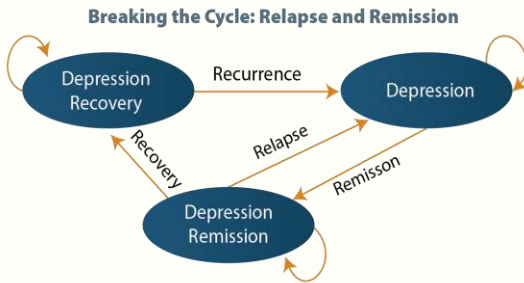 Breaking the Cycle: Relapse and Remission
Depression
Recovery
Recurrence
Depression
Recovery
Relapse
Remisson
Depression
Remission